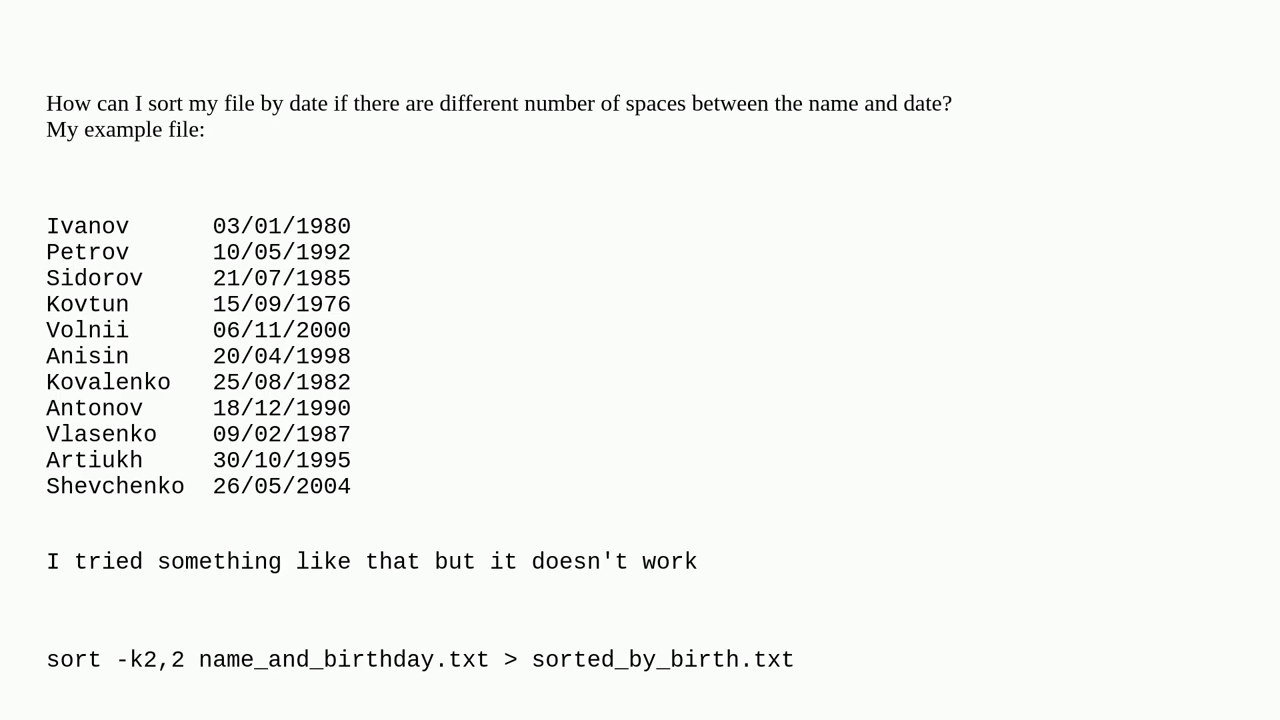 How can I sort my file by date if there are different number of spaces between the name and date?
My example file:
Ivanov      03/01/1980
Petrov      10/05/1992
Sidorov     21/07/1985
Kovtun      15/09/1976
Volnii      06/11/2000
Anisin      20/04/1998
Kovalenko   25/08/1982
Antonov     18/12/1990
Vlasenko    09/02/1987
Artiukh     30/10/1995
Shevchenko  26/05/2004
I tried something like that but it doesn't work
sort -k2,2 name_and_birthday.txt > sorted_by_birth.txt